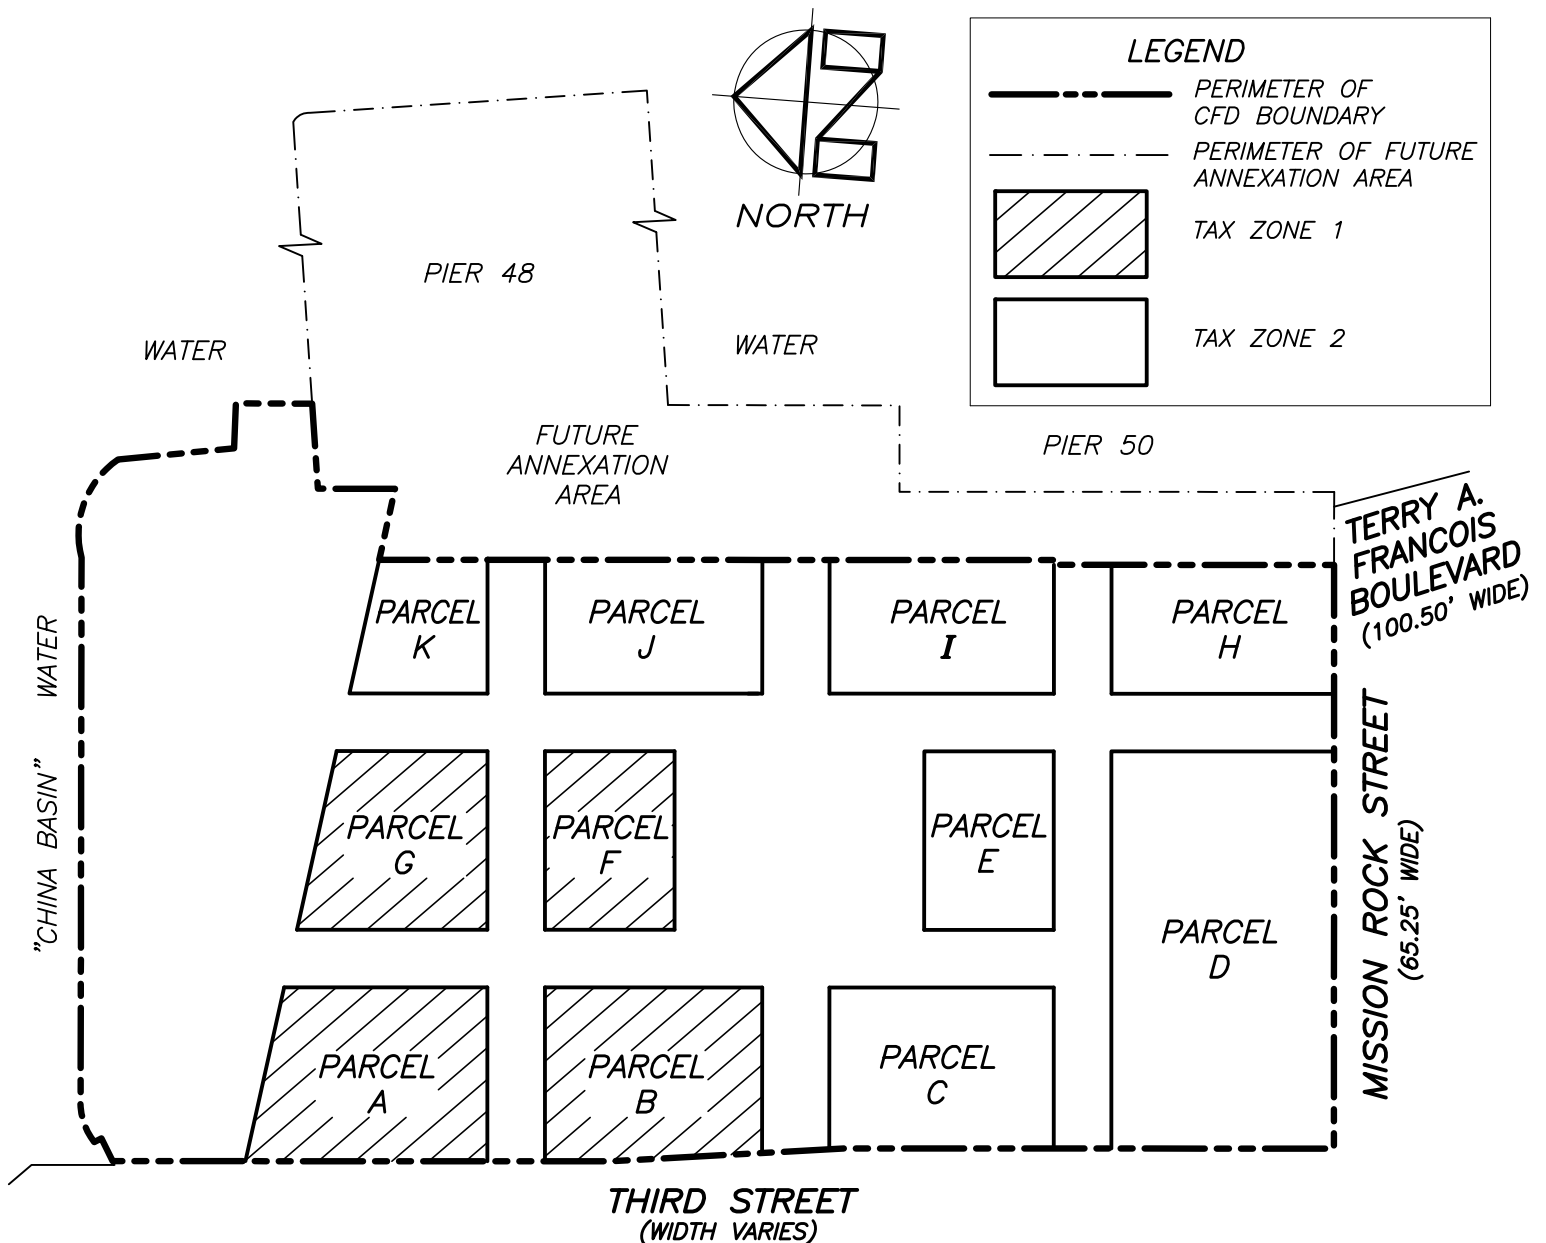 LEGEND
PERIMETER OF
CFD BOUNDARY
PERIMETER OF FUTURE
ANNEXATION AREA
TAX ZONE 1
TAX ZONE 2
NORTH
PIER 48
WATER
WATER
FUTURE
ANNEXATION
AREA
PIER 50
TERRY A.
FRANCOIS
BOULEVARD
(100.50' WIDE)
PARCEL
K
PARCEL
J
PARCEL
I
PARCEL
H
"CHINA BASIN" WATER
PARCEL
G
PARCEL
F
PARCEL
E
PARCEL
D
MISSION ROCK STREET
(65.25' WIDE)
PARCEL
A
PARCEL
B
PARCEL
C
THIRD STREET
(WIDTH VARIES)